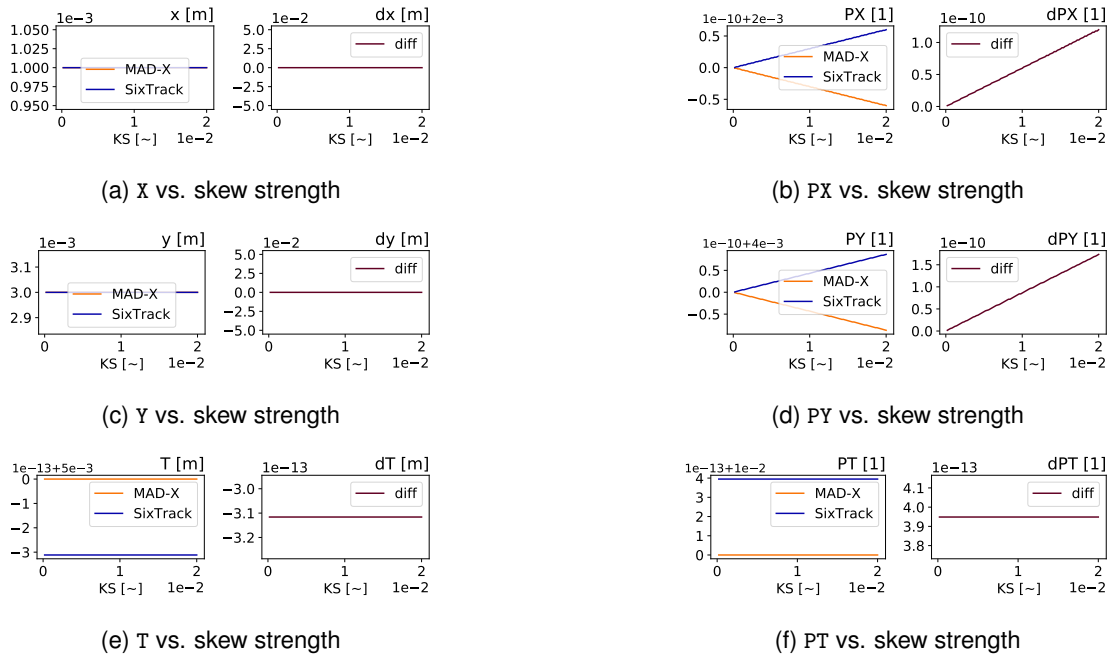 1e−3 x [m] dx [m] 1e−2
1.050
1.025
1.000
0.975
0.950
MAD-X
SixTrack
0 1 2
KS [~] 1e−2
5.0
2.5
0.0
−2.5
−5.0
diff
0 1 2
KS [~] 1e−2
1e−10+2e−3 PX [1] 1e−10 dPX [1]
0.5
0.0
−0.5
MAD-X
SixTrack
0 1 2
KS [~] 1e−2
1.0
0.5
0.0
diff
0 1 2
KS [~] 1e−2
(a) X vs. skew strength
(b) PX vs. skew strength
1e−3 y [m] 1e−2 dy [m]
3.1
3.0
2.9
MAD-X
SixTrack
0 1 2
KS [~] 1e−2
5.0
2.5
0.0
−2.5
−5.0
diff
0 1 2
KS [~] 1e−2
1e−10+4e−3 PY [1] 1e−10 dPY [1]
0.5
0.0
−0.5
MAD-X
SixTrack
0 1 2
KS [~] 1e−2
1.5
1.0
0.5
0.0
diff
0 1 2
KS [~] 1e−2
(c) Y vs. skew strength
(d) PY vs. skew strength
1e−13+5e−3 T [m] 1e−13 dT [m]
0
−1
−2
−3
MAD-X
SixTrack
0 1 2
KS [~] 1e−2
−3.0
−3.1
−3.2
diff
0 1 2
KS [~] 1e−2
1e−13+1e−2 PT [1] 1e−13 dPT [1]
4
3
2
1
0
MAD-X
SixTrack
0 1 2
KS [~] 1e−2
4.1
4.0
3.9
3.8
diff
0 1 2
KS [~] 1e−2
(e) T vs. skew strength
(f) PT vs. skew strength